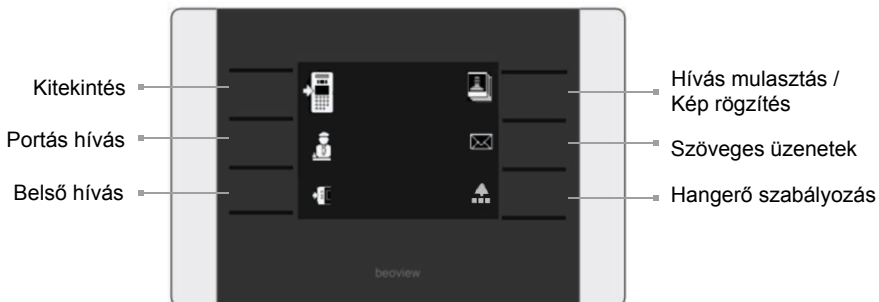 Kitekintés
Portás hívás
Belső hívás
Hívás mulasztás /
Kép rögzítés
Szöveges üzenetek
Hangerő szabályozás
beoview